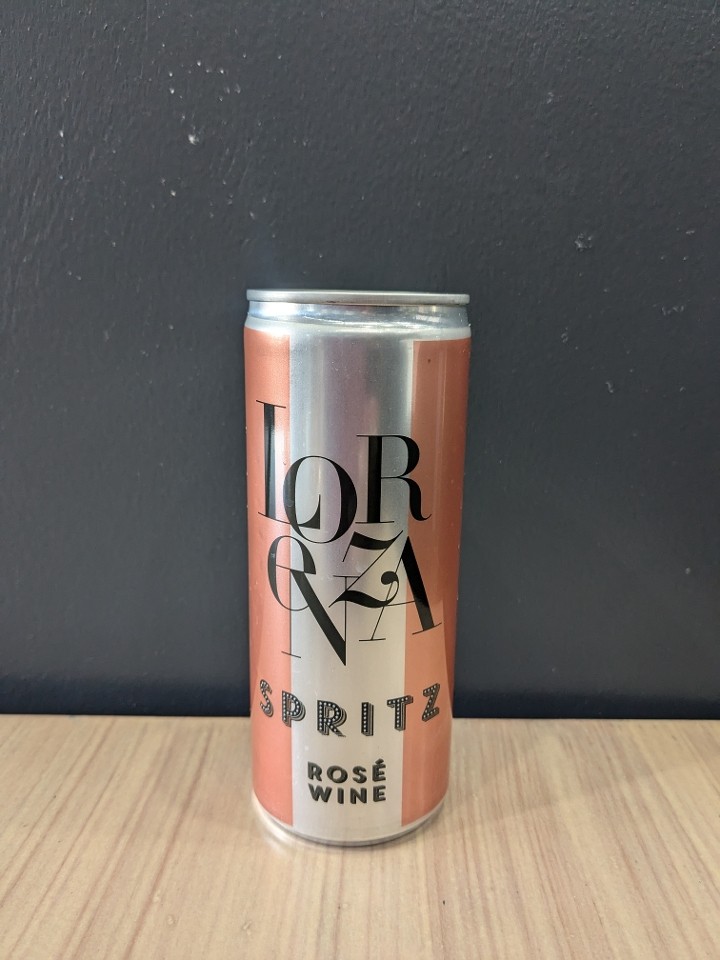 LOR
eNZA
SPRITZ
ROSÉ
WINE